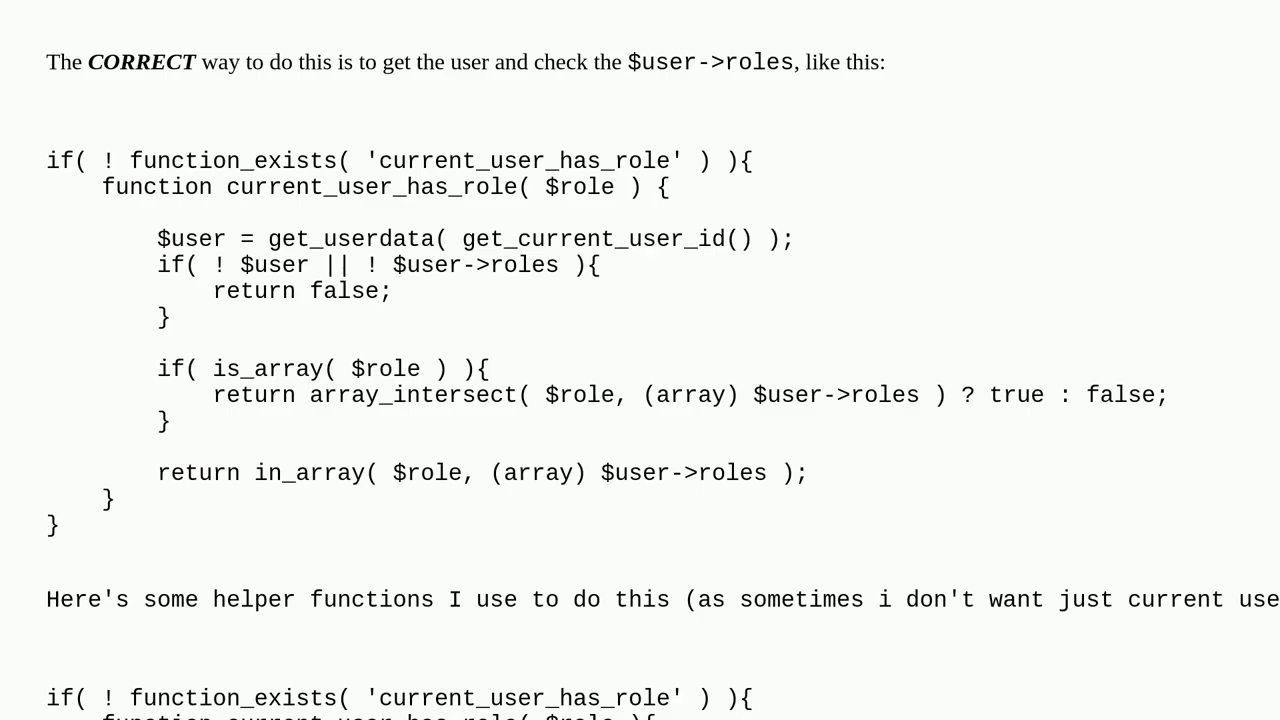 The CORRECT way to do this is to get the user and check the $user->roles, like this:
if( ! function_exists( 'current_user_has_role' ) ){
    function current_user_has_role( $role ) {
        $user = get_userdata( get_current_user_id() );
        if( ! $user || ! $user->roles ){
            return false;
        }
        if( is_array( $role ) ){
            return array_intersect( $role, (array) $user->roles ) ? true : false;
        }
        return in_array( $role, (array) $user->roles );
    }
}
Here's some helper functions I use to do this (as sometimes i don't want just current use
if( ! function_exists( 'current_user_has_role' ) ){
    function current_user_has_role( $role ){